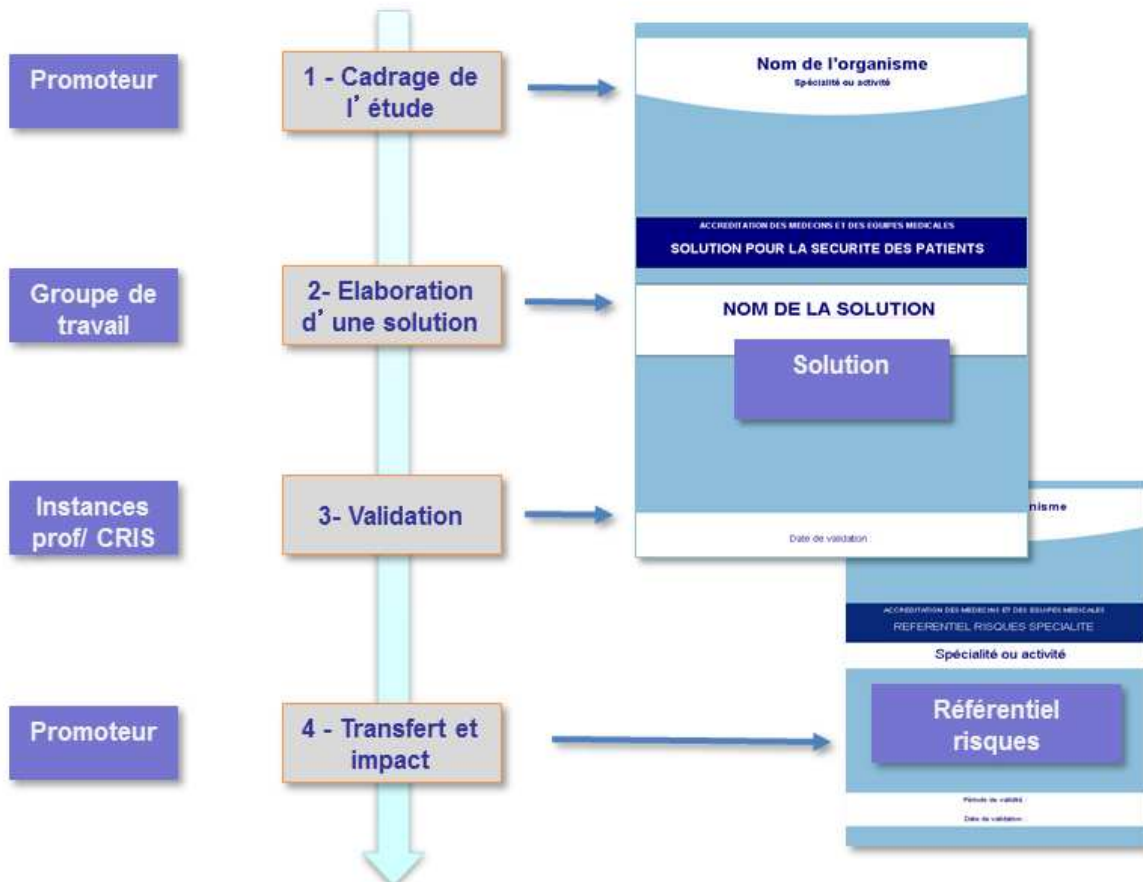 Promoteur
1 - Cadrage de
l' étude
Nom de l'organisme
Spécialité ou activité
ACCREDITATION DES MEDECINS ET DES EQUIPES MEDICALES
SOLUTION POUR LA SECURITE DES PATIENTS
Groupe de
travail
2- Elaboration
d' une solution
NOM DE LA SOLUTION
Solution
Instances
prof/ CRIS
3- Validation
Date de validation
nisme
ACCREDITATION DES MEDECINS ET DES EQUIPES MEDICALES
REFERENTIEL RISQUES SPECIALITE
Spécialité ou activité
Promoteur
4 - Transfert et
impact
Référentiel
risques
Période de validité :
Date de validation :